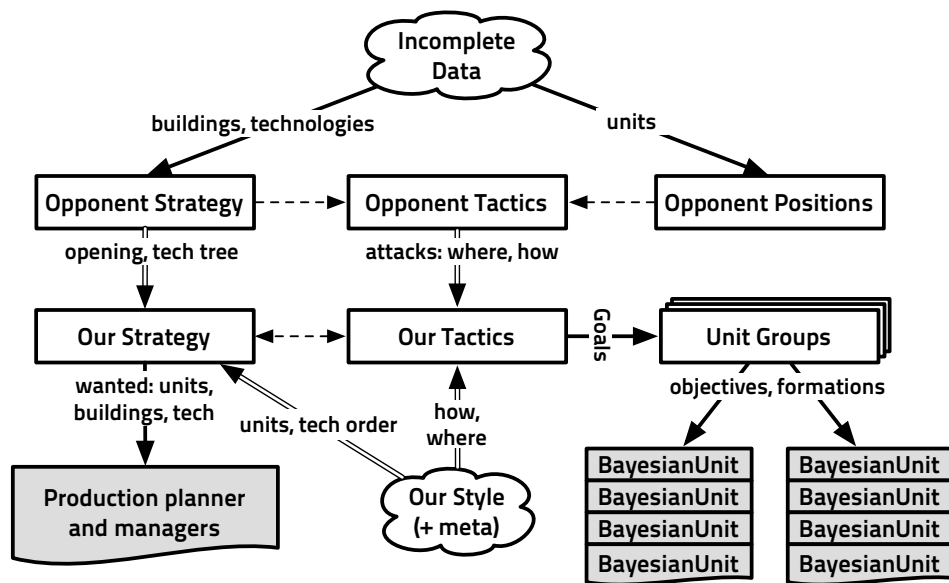 Incomplete
Data
buildings, technologies
units
Opponent Strategy
Opponent Tactics
Opponent Positions
opening, tech tree
attacks: where, how
Our Strategy
Our Tactics
Goals
Unit Groups
wanted: units,
buildings, tech
units, tech order
how,
where
objectives, formations
Production planner
and managers
Our Style
(+ meta)
BayesianUnit
BayesianUnit
BayesianUnit
BayesianUnit
BayesianUnit
BayesianUnit
BayesianUnit
BayesianUnit